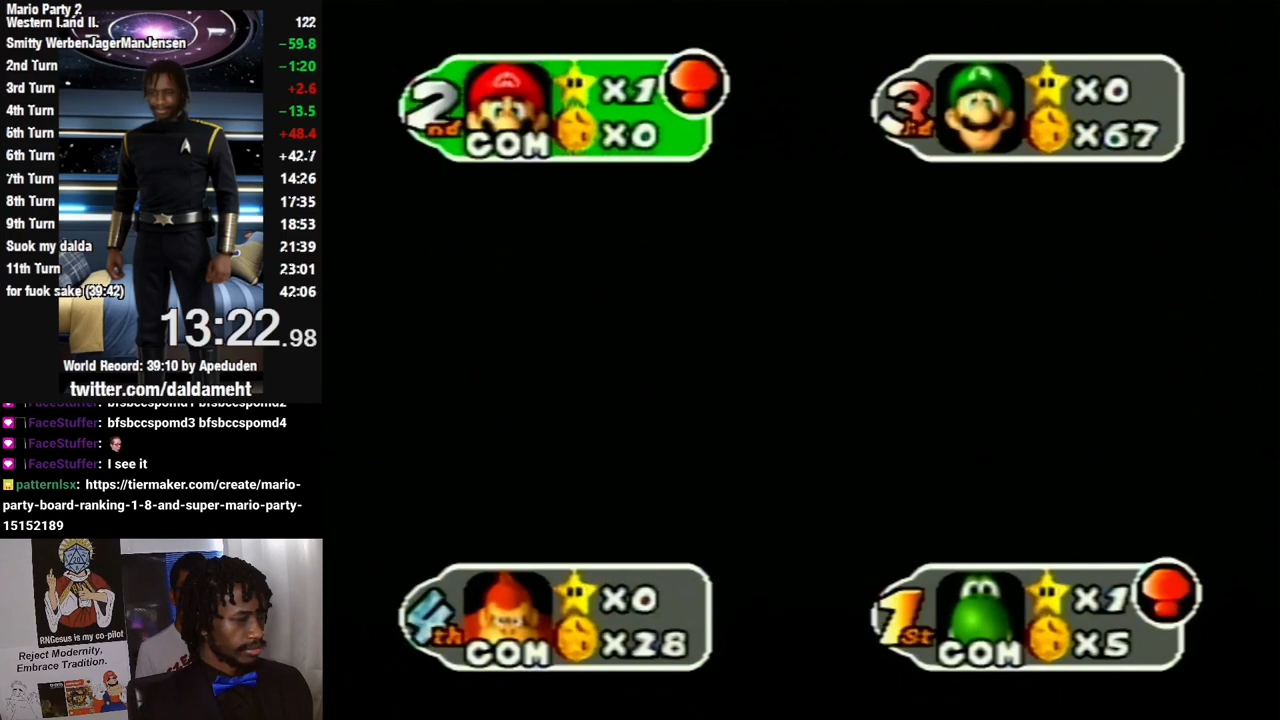 Mario Party 2
Western Land II.
122
Smitty WerbenJagerManJensen
-59.8
2nd Turn
-1:20
3rd Turn
+2.6
4th Turn
-13.5
5th Turn
+48.4
6th Turn
+42.7
7th Turn
14:26
8th Turn
17:35
9th Turn
18:53
Suok my dalda
21:39
11th Turn
23:01
for fuok sake (39:42)
42:06
13:22.98
World Reoord: 39:10 by Apeduden
twitter.com/daldameht
FaceStuffer: bfsbccspomd1 bfsbccspomd2
FaceStuffer: bfsbccspomd3 bfsbccspomd4
FaceStuffer:
FaceStuffer: I see it
patternlsx: https://tiermaker.com/create/mario-
party-board-ranking-1-8-and-super-mario-party-
15152189
RNGesus is my co-pilot
Reject Modernity,
Embrace Tradition.
2nd
COM
X1
X0
3rd
X0
X67
4th
COM
X0
X28
1st
COM
X1
X5